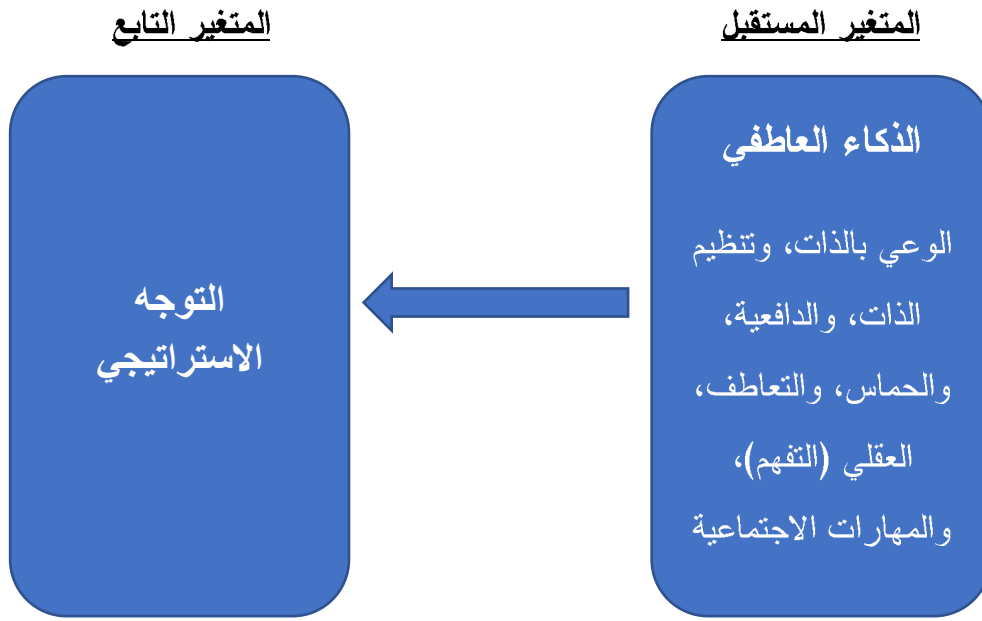 المتغير المستقبل
المتغير التابع
الذكاء العاطفي
الوعي بالذات، وتنظيم
الذات، والدافعية،
والحماس، والتعاطف،
العقلي (التفهم)،
والمهارات الاجتماعية
التوجه
الاستراتيجي